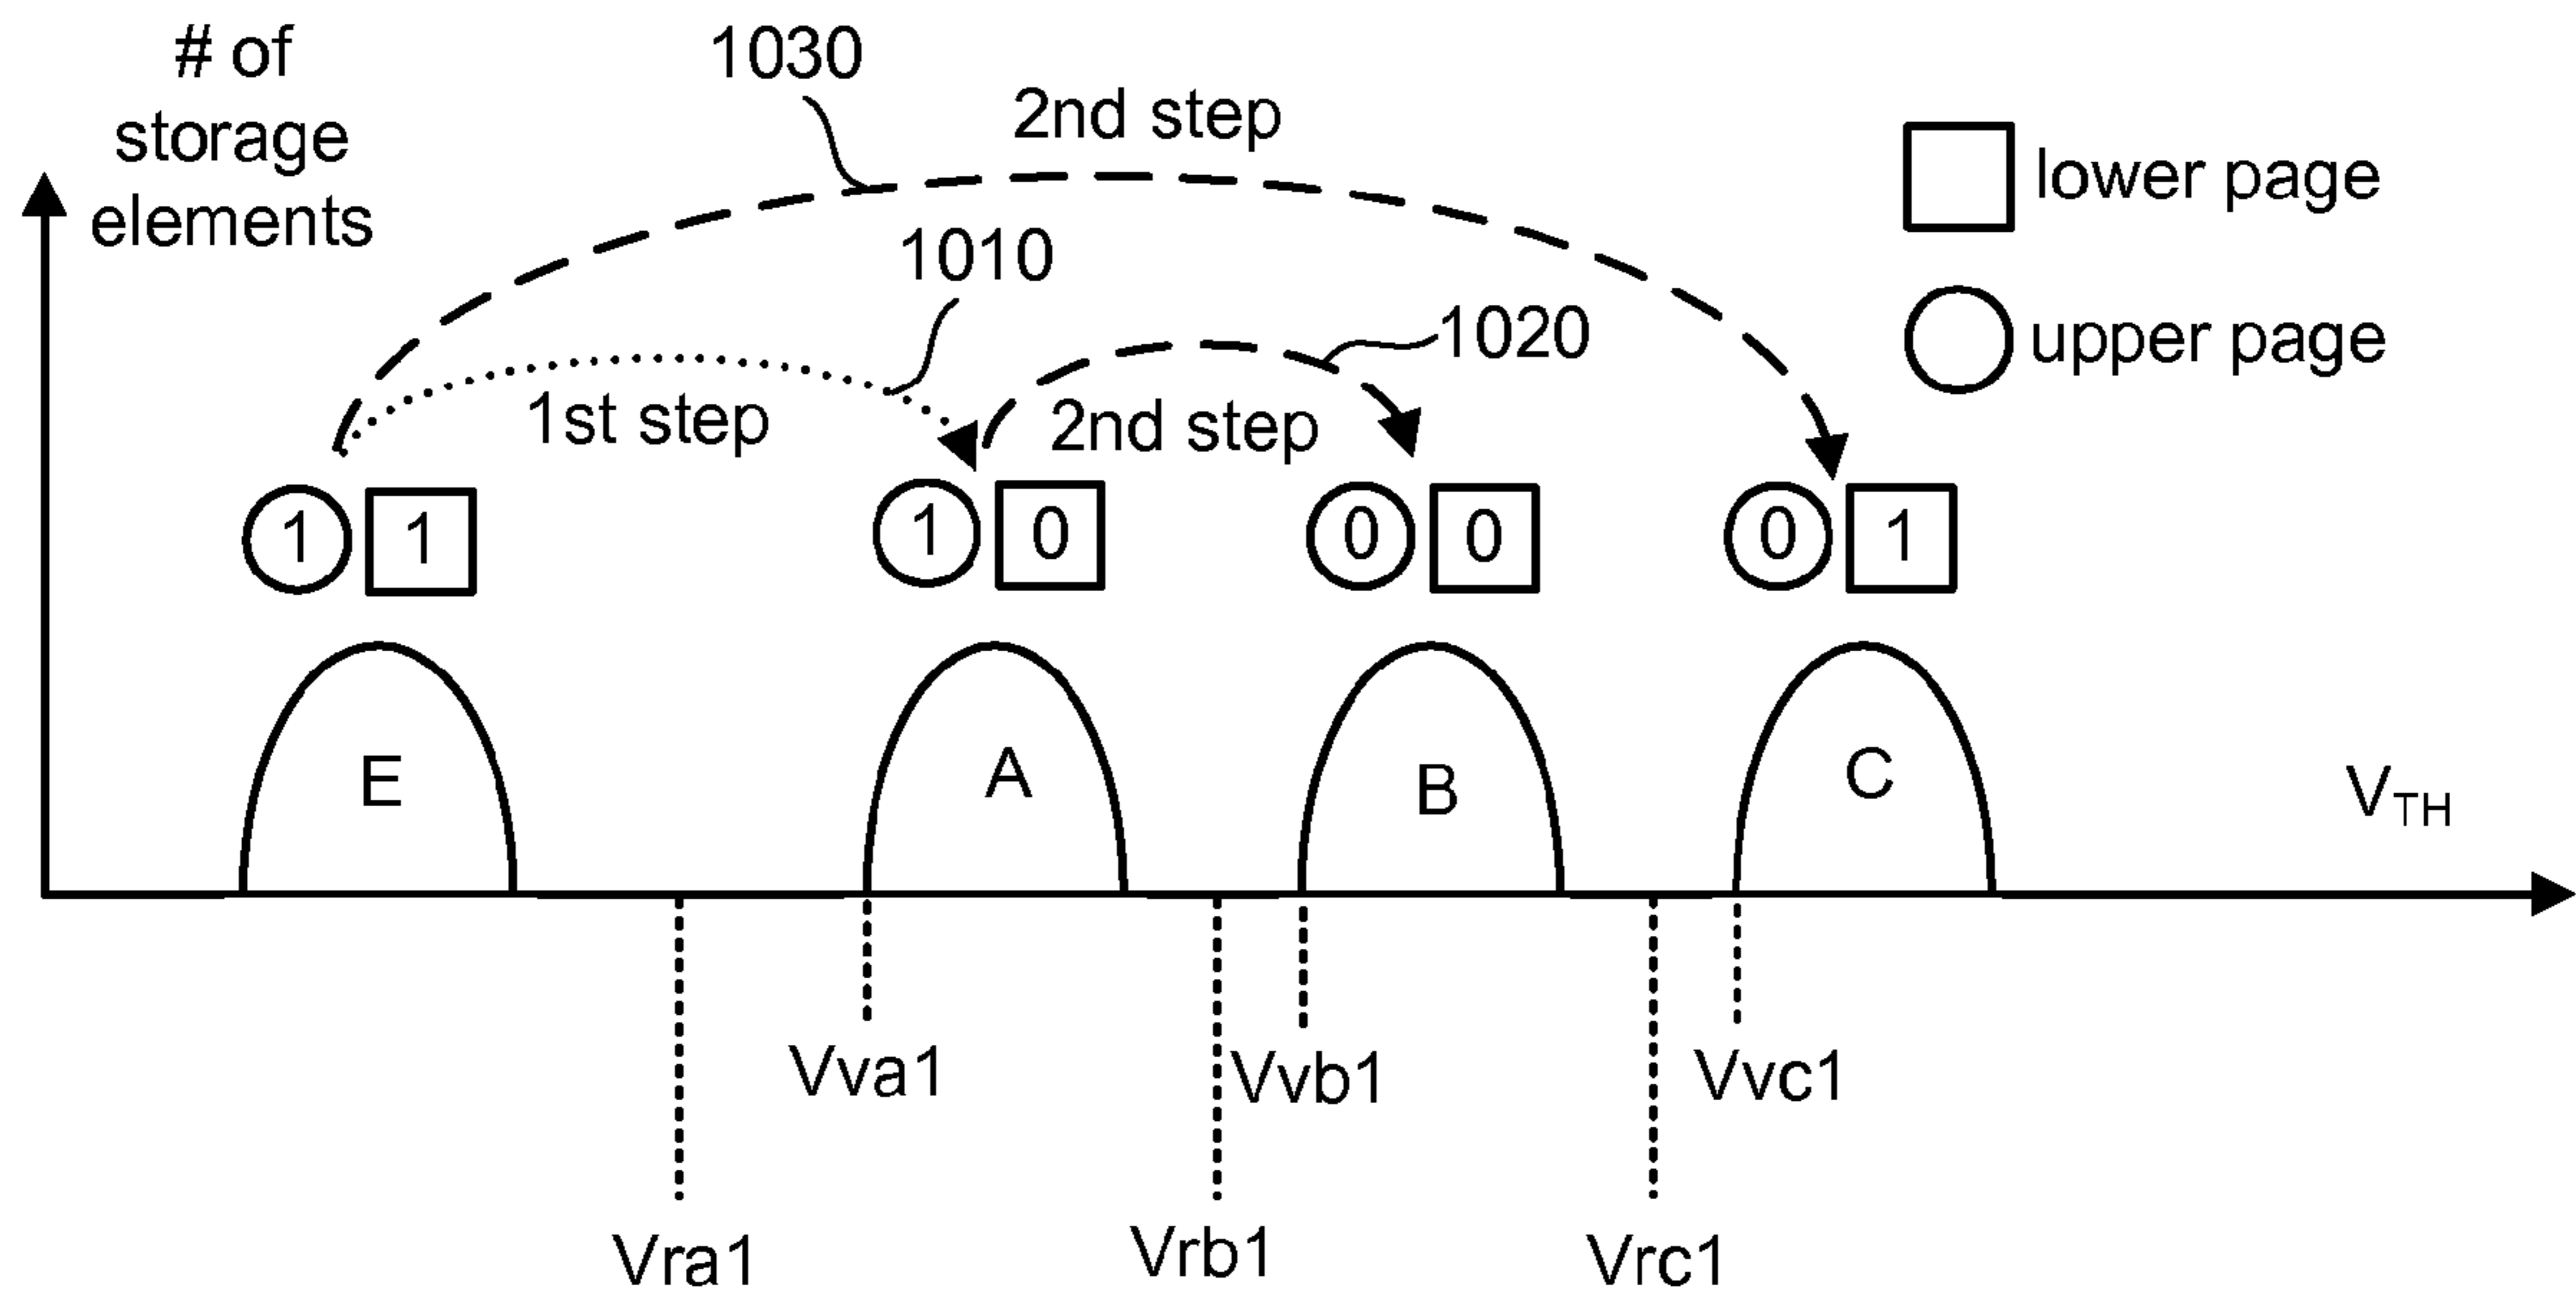 # of
storage
elements
1030
2nd step
lower page
1010
1020
upper page
1st step
2nd step
1 1
1 0
0 0
0 1
E
A
B
C
VTH
Vva1
Vvb1
Vvc1
Vra1
Vrb1
Vrc1